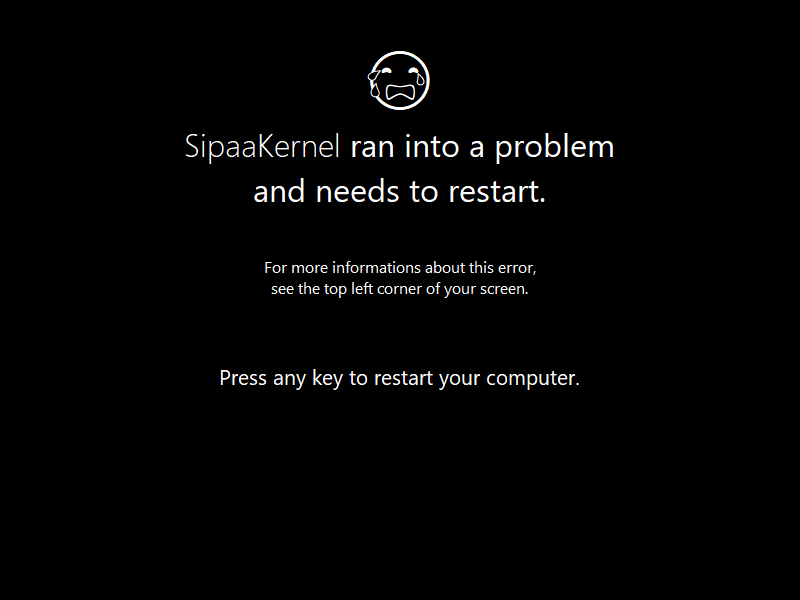 SipaaKernel ran into a problem
and needs to restart.
For more informations about this error,
see the top left corner of your screen.
Press any key to restart your computer.